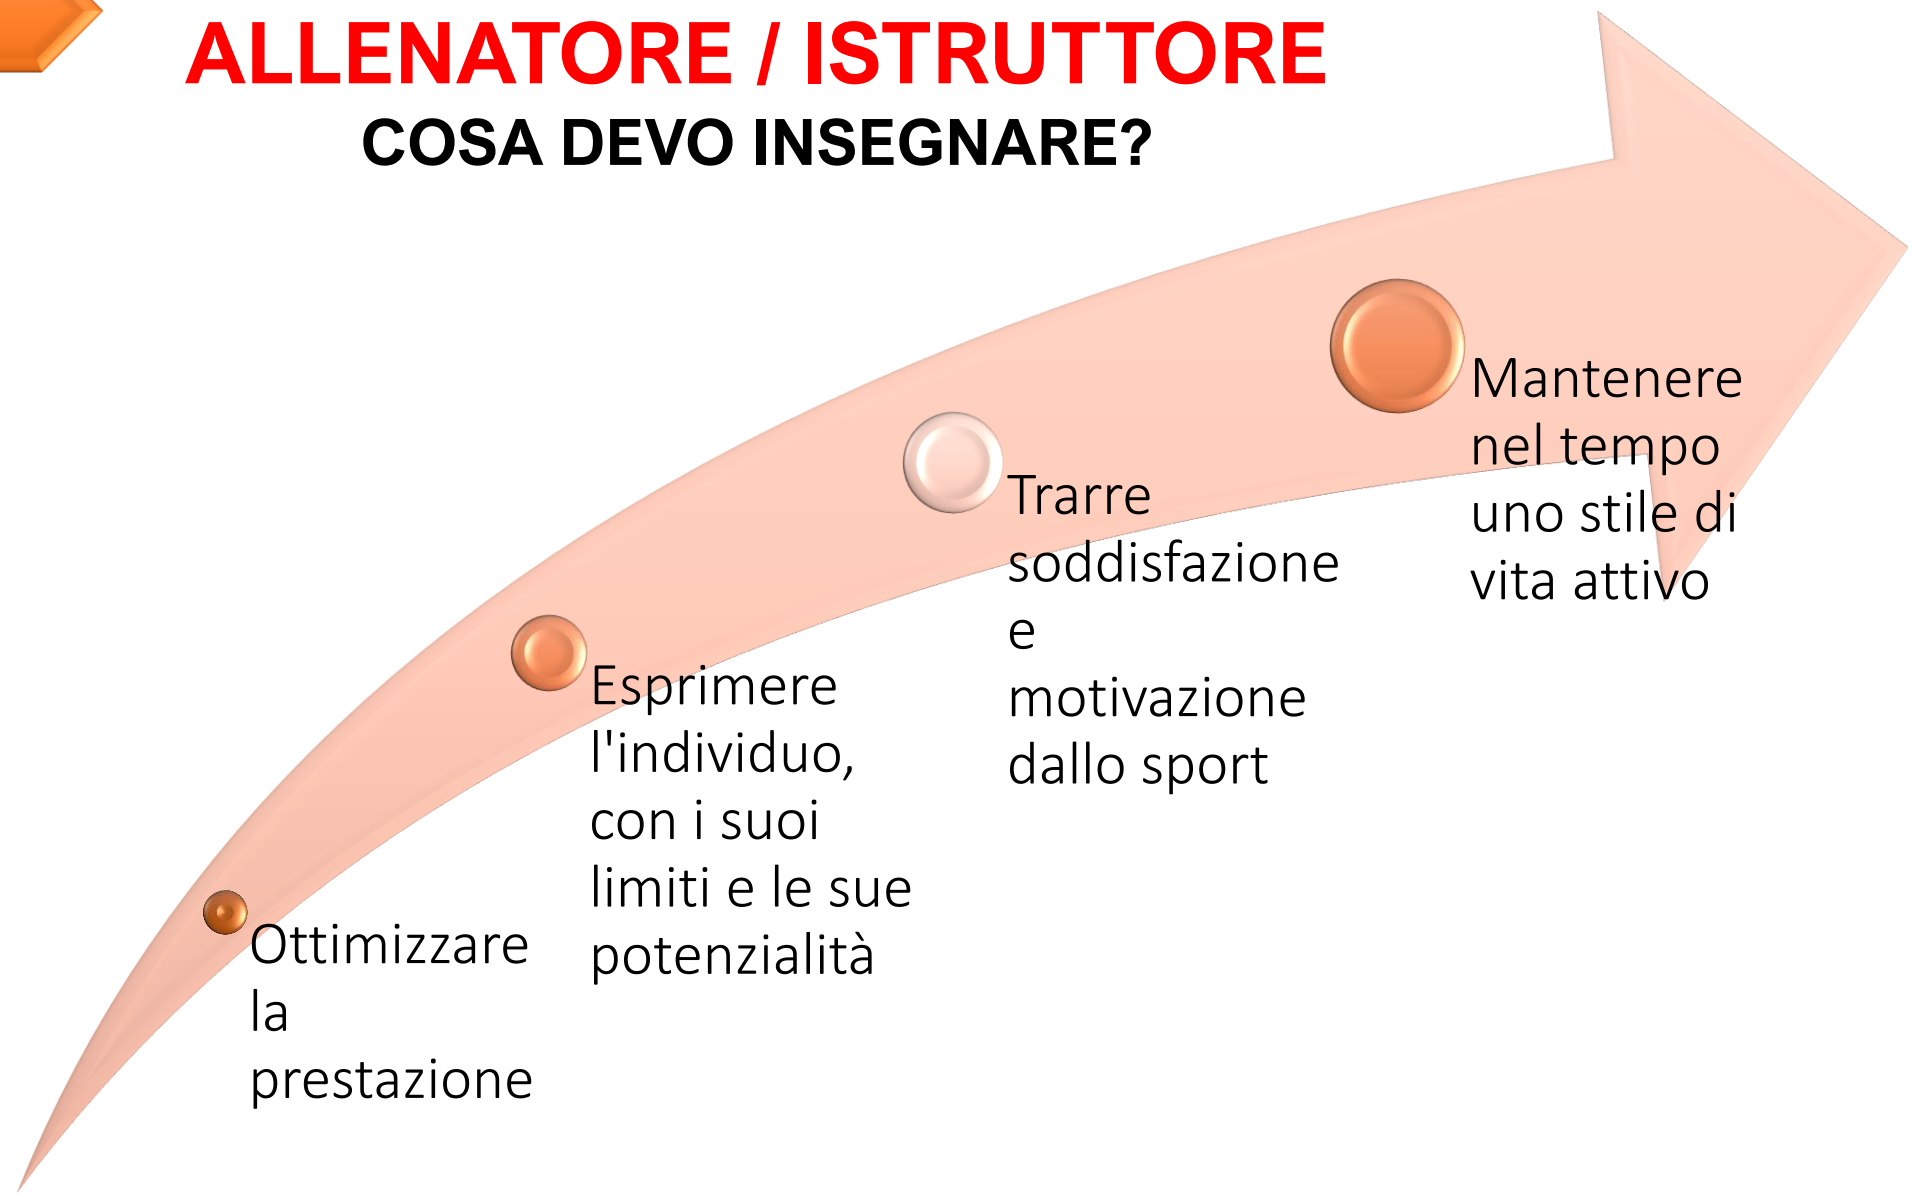 ALLENATORE / ISTRUTTORE
COSA DEVO INSEGNARE?
Ottimizzare
la
prestazione
Esprimere
l'individuo,
con i suoi
limiti e le sue
potenzialità
Trarre
soddisfazione
e
motivazione
dallo sport
Mantenere
nel tempo
uno stile di
vita attivo